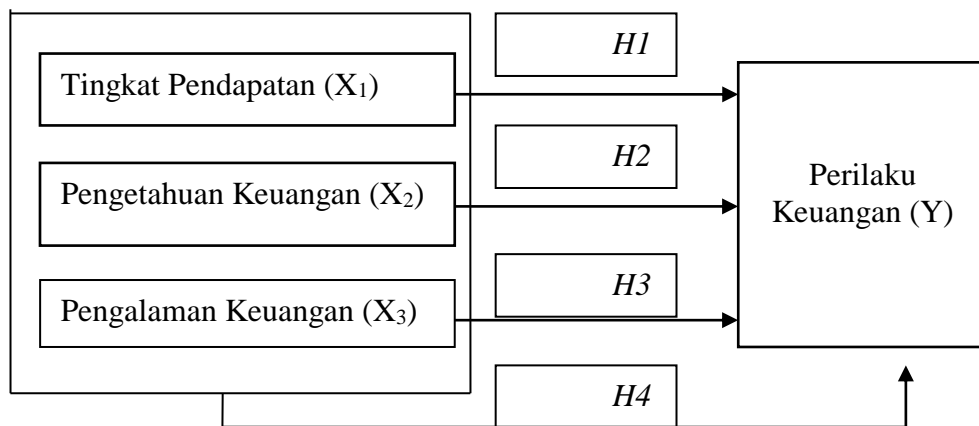 H1
Tingkat Pendapatan (X₁)
H2
Pengetahuan Keuangan (X₂)
Perilaku
Keuangan (Y)
H3
Pengalaman Keuangan (X₃)
H4